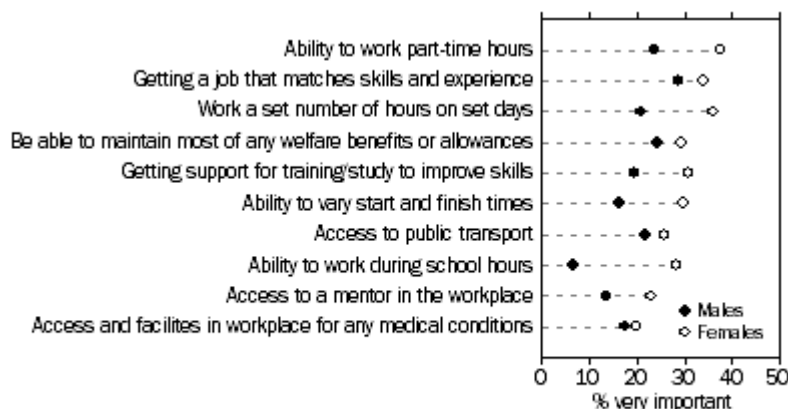 Ability to work part-time hours
Getting a job that matches skills and experience
Work a set number of hours on set days
Be able to maintain most of any welfare benefits or allowances
Getting support for training/study to improve skills
Ability to vary start and finish times
Access to public transport
Ability to work during school hours
Access to a mentor in the workplace
Access and facilites in workplace for any medical conditions
Males
Females
0 10 20 30 40 50
% very important